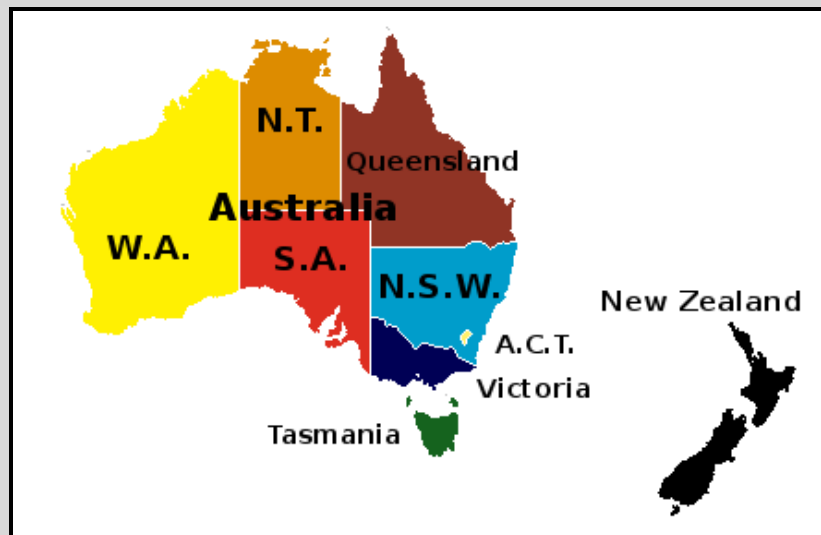 N.T.
Queensland
Australia
W.A.
S.A.
N.S.W.
New Zealand
A.C.T.
Victoria
Tasmania